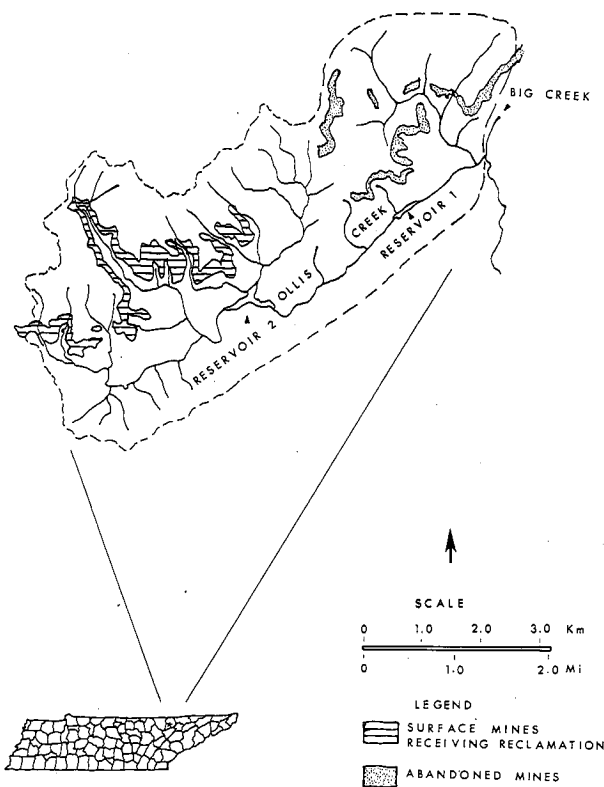 BIG CREEK
CREEK
RESERVOIR 1
OLLIS
RESERVOIR 2
SCALE
0 1.0 2.0 3.0 Km
0 1.0 2.0 Mi
LEGEND
SURFACE MINES
RECEIVING RECLAMATION
ABANDONED MINES